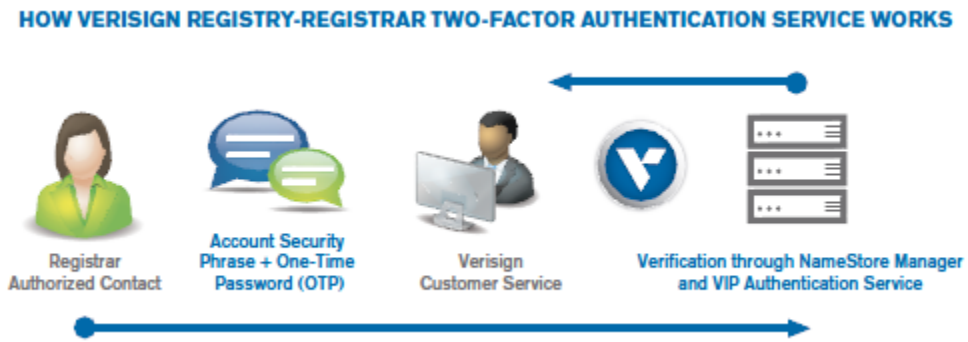 HOW VERISIGN REGISTRY-REGISTRAR TWO-FACTOR AUTHENTICATION SERVICE WORKS
Registrar
Authorized Contact
Account Security
Phrase + One-Time
Password (OTP)
Verisign
Customer Service
Verification through NameStore Manager
and VIP Authentication Service